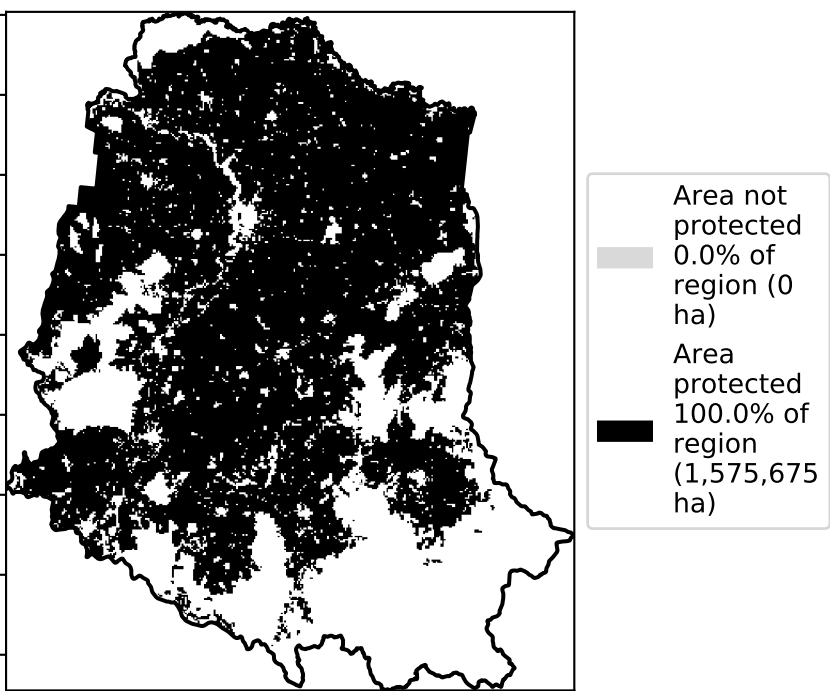 Area not
protected
0.0% of
region (0
ha)
Area
protected
100.0% of
region
(1,575,675
ha)